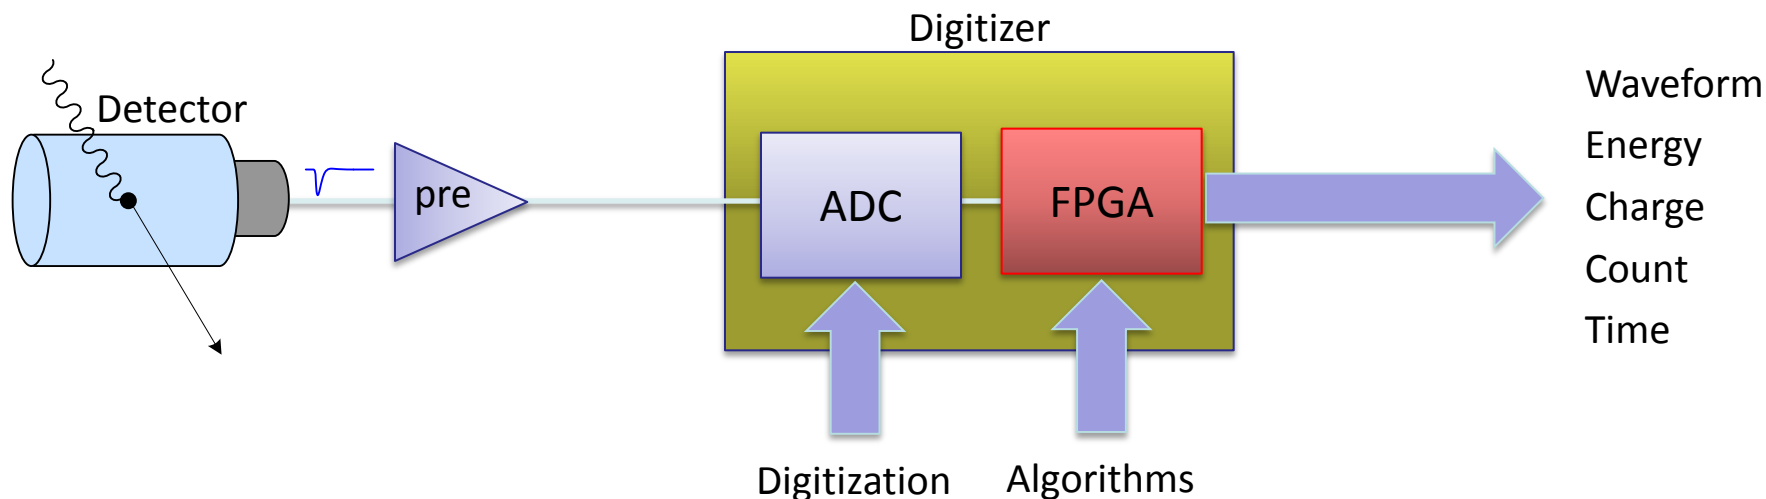 Digitizer
Detector
pre
ADC
FPGA
Waveform
Energy
Charge
Count
Time
Digitization
Algorithms